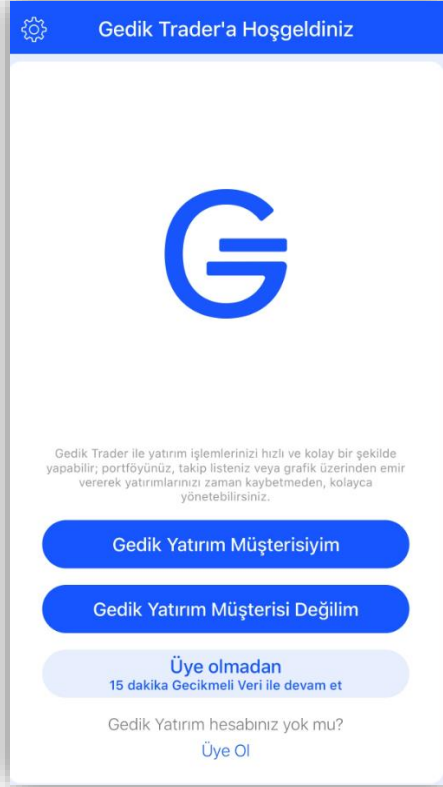 Gedik Trader'a Hoşgeldiniz
Gedik Trader ile yatırım işlemlerinizi hızlı ve kolay bir şekilde
yapabilir; portföyünüz, takip listeniz veya grafik üzerinden emir
vererek yatırımlarınızı zaman kaybetmeden, kolayca
yönetebilirsiniz.
Gedik Yatırım Müşterisiyim
Gedik Yatırım Müşterisi Değilim
Üye olmadan
15 dakika Gecikmeli Veri ile devam et
Gedik Yatırım hesabınız yok mu?
Üye Ol